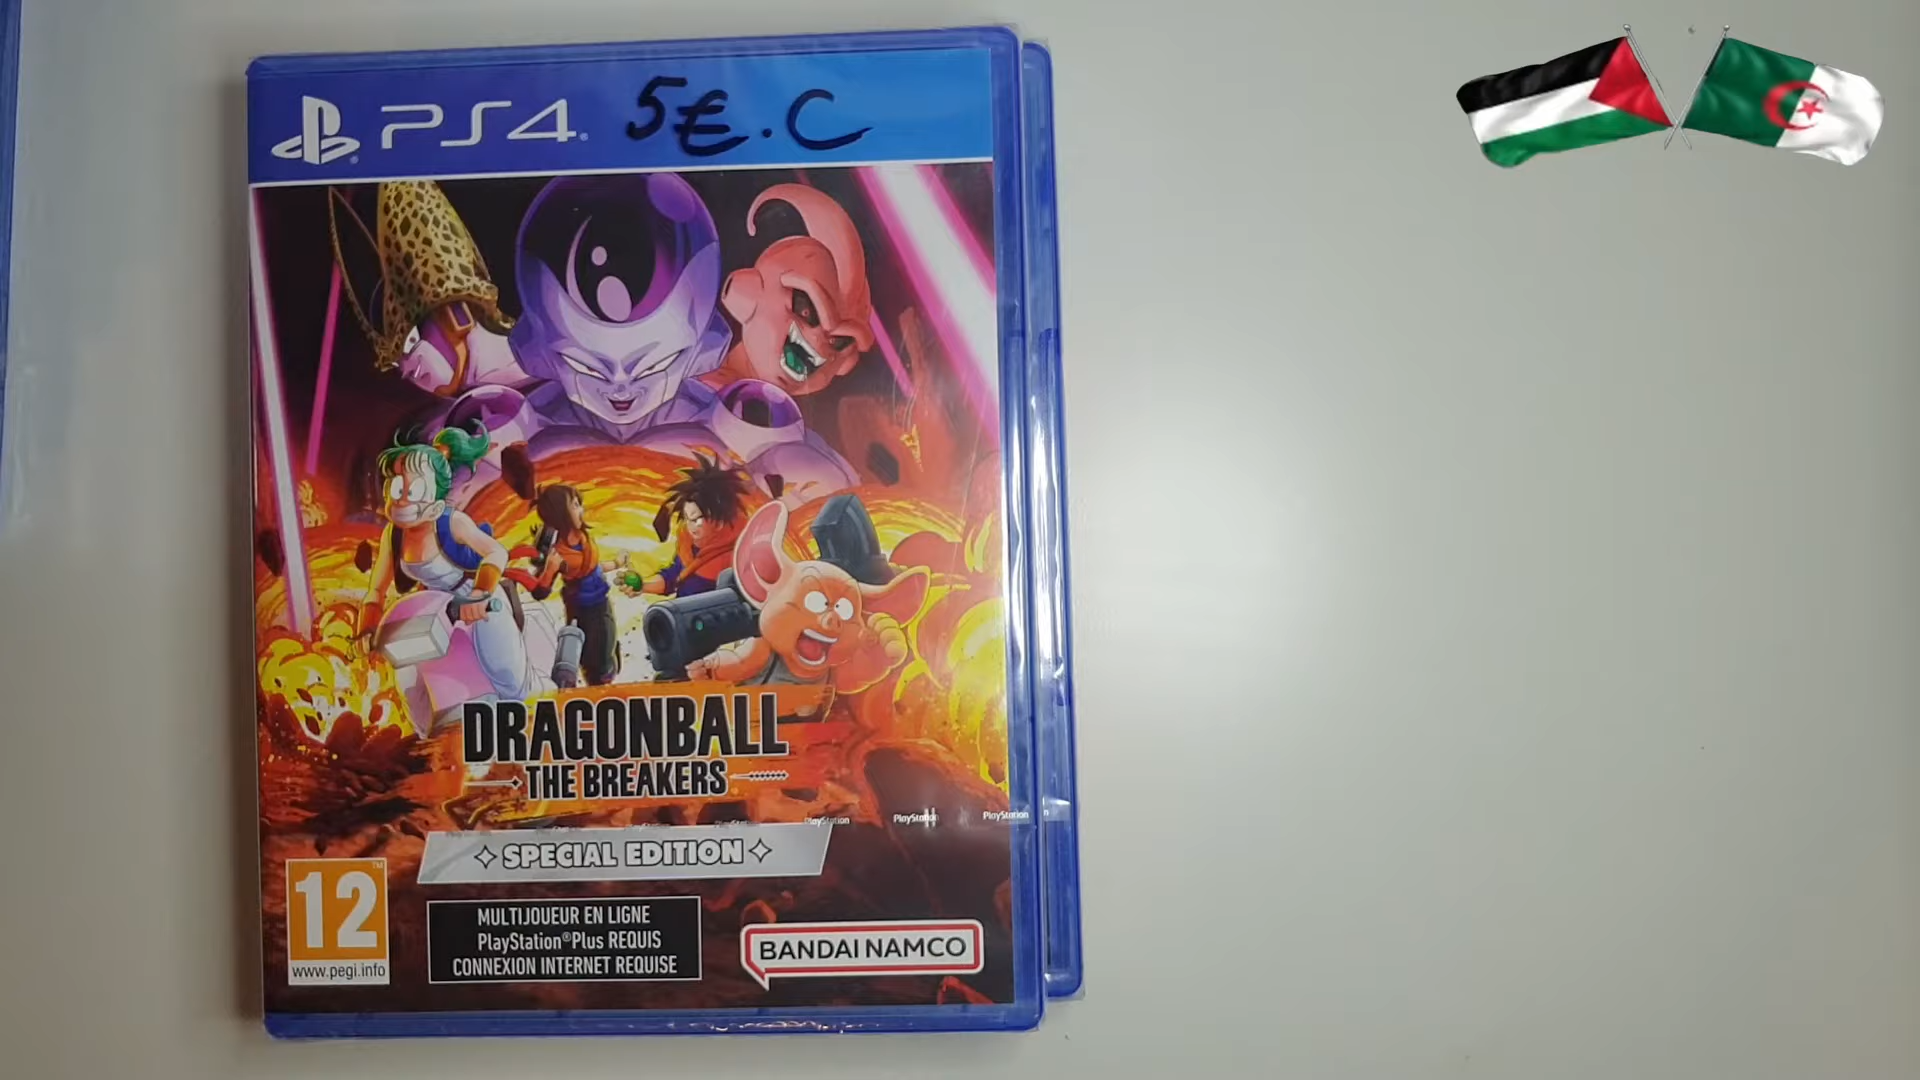 PS4 5€.C
DRAGONBALL
THE BREAKERS
PlayStation PlayStation PlayStation
SPECIAL EDITION
12
www.pegi.info
MULTIJOUEUR EN LIGNE
PlayStation®Plus REQUIS
CONNEXION INTERNET REQUISE
BANDAI NAMCO